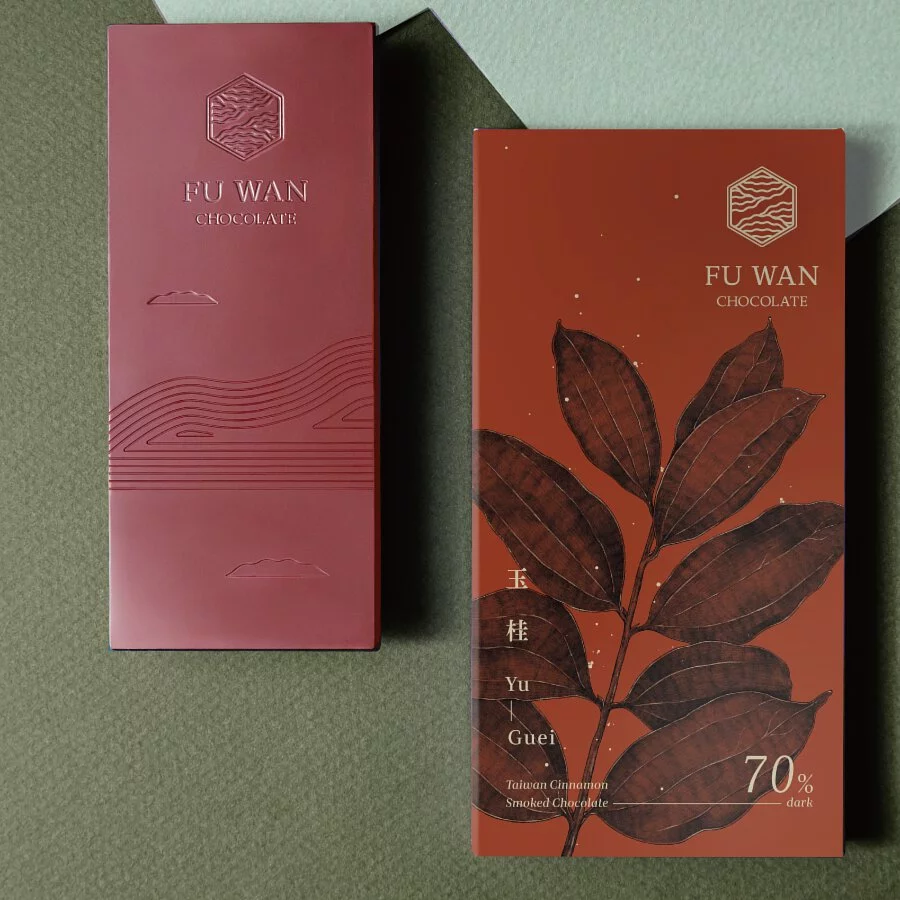 FU WAN
CHOCOLATE
FU WAN
CHOCOLATE
玉桂
Yu
Guei
Taiwan Cinnamon
Smoked Chocolate
70%
dark